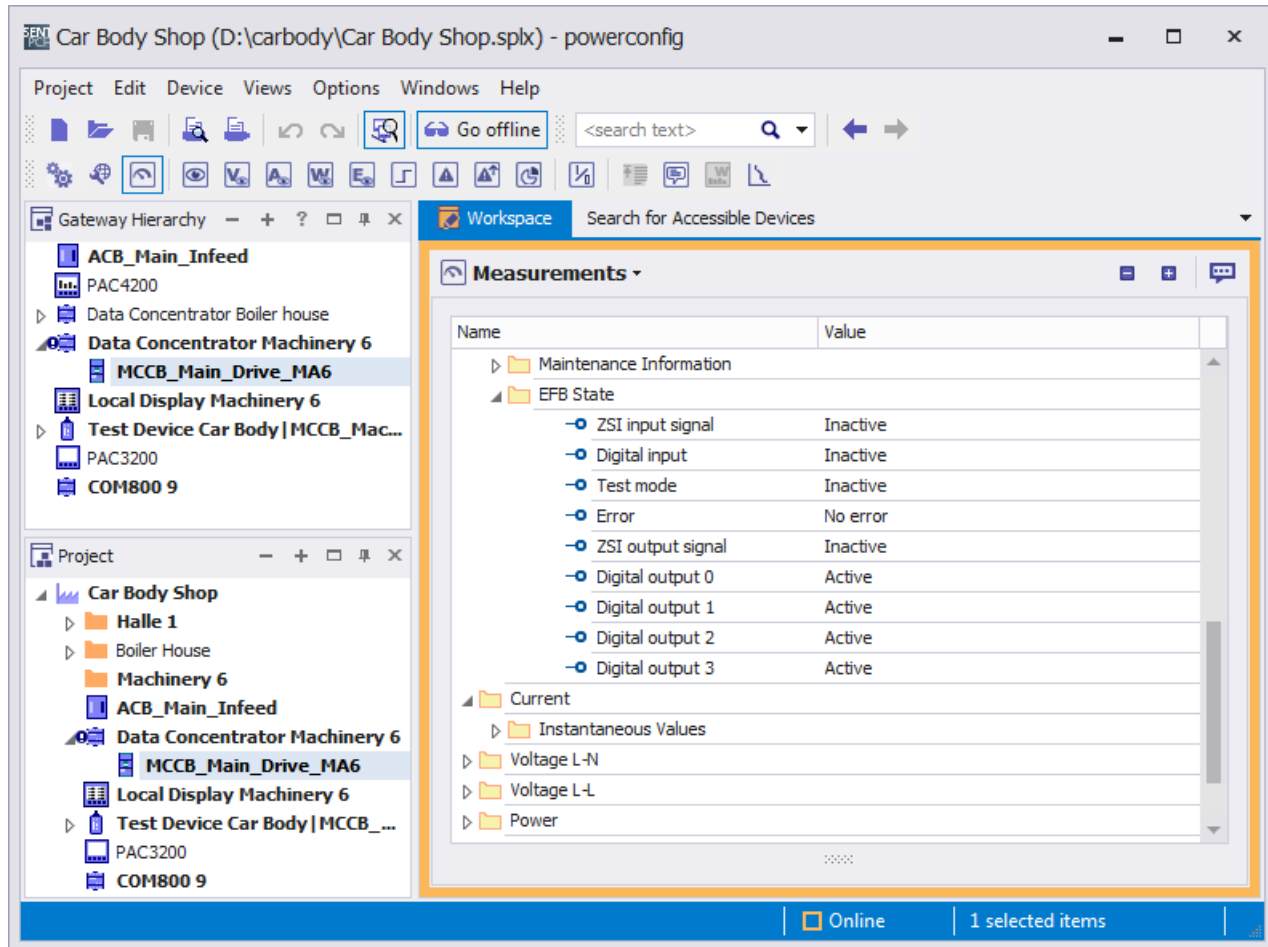 Car Body Shop (D:\carbody\Car Body Shop.splx) - powerconfig
Project Edit Device Views Options Windows Help
Go offline <search text>
Gateway Hierarchy
ACB_Main_Infeed
PAC4200
Data Concentrator Boiler house
Data Concentrator Machinery 6
MCCB_Main_Drive_MA6
Local Display Machinery 6
Test Device Car Body|MCCB_Mac...
PAC3200
COM800 9
Project
Car Body Shop
Halle 1
Boiler House
Machinery 6
ACB_Main_Infeed
Data Concentrator Machinery 6
MCCB_Main_Drive_MA6
Local Display Machinery 6
Test Device Car Body|MCCB_...
PAC3200
COM800 9
Workspace Search for Accessible Devices
Measurements
Name Value
Maintenance Information
EFB State
ZSI input signal Inactive
Digital input Inactive
Test mode Inactive
Error No error
ZSI output signal Inactive
Digital output 0 Active
Digital output 1 Active
Digital output 2 Active
Digital output 3 Active
Current
Instantaneous Values
Voltage L-N
Voltage L-L
Power
Online 1 selected items